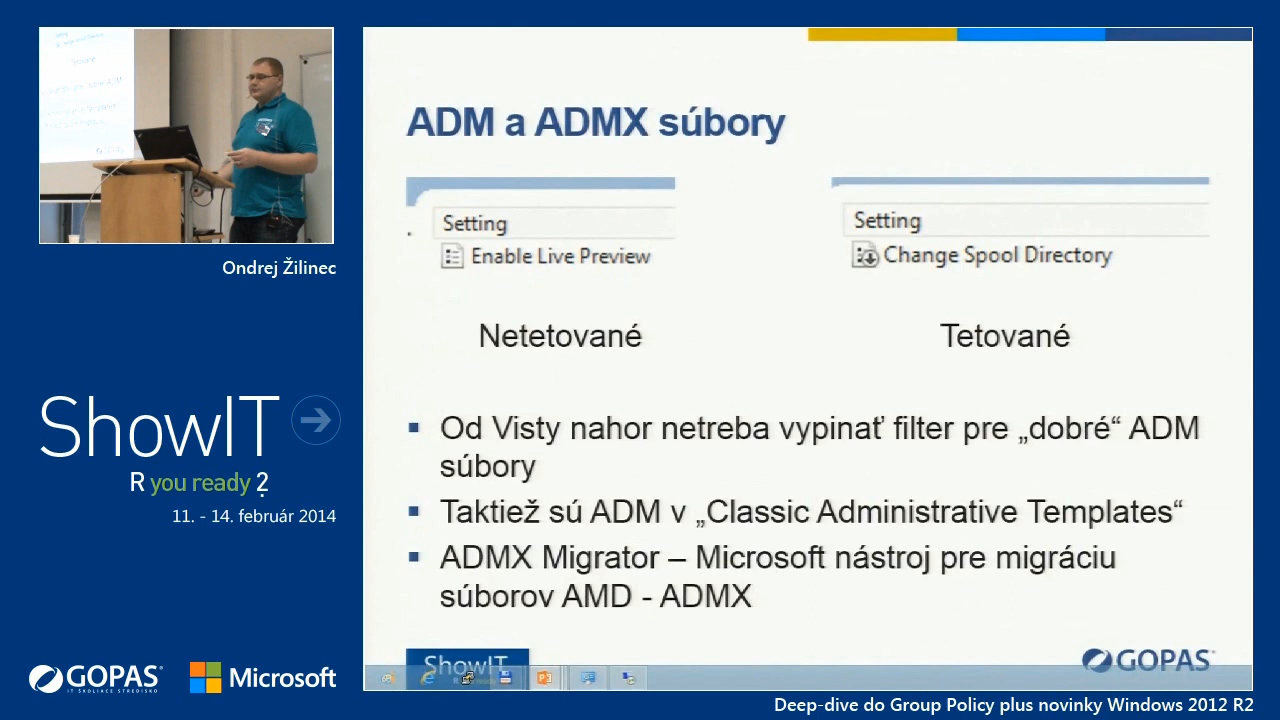 ADM a ADMX súbory
Setting
Enable Live Preview
Setting
Change Spool Directory
Netetované
Tetované
Od Visty nahor netreba vypinať filter pre „dobré“ ADM
súbory
Taktiež sú ADM v „Classic Administrative Templates“
ADMX Migrator – Microsoft nástroj pre migráciu
súborov AMD - ADMX
ShowIT
GOPAS
Ondrej Žilinec
ShowIT
R you ready ?
11. - 14. február 2014
GOPAS
IT ŠKOLIACE STREDISKO
Microsoft
Deep-dive do Group Policy plus novinky Windows 2012 R2